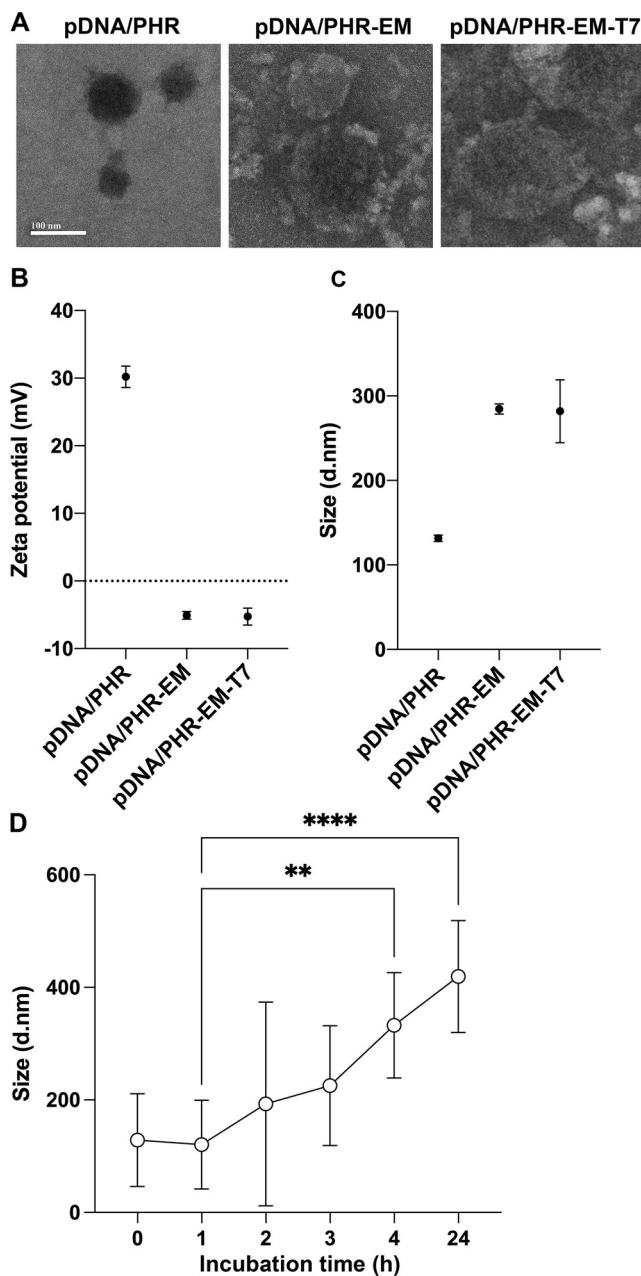 A
pDNA/PHR
pDNA/PHR-EM
pDNA/PHR-EM-T7
100 nm
B
Zeta potential (mV)
40
30
20
10
0
-10
pDNA/PHR
pDNA/PHR-EM
pDNA/PHR-EM-T7
C
Size (d.nm)
400
300
200
100
0
pDNA/PHR
pDNA/PHR-EM
pDNA/PHR-EM-T7
D
****
**
Size (d.nm)
600
400
200
0
0 1 2 3 4 24
Incubation time (h)